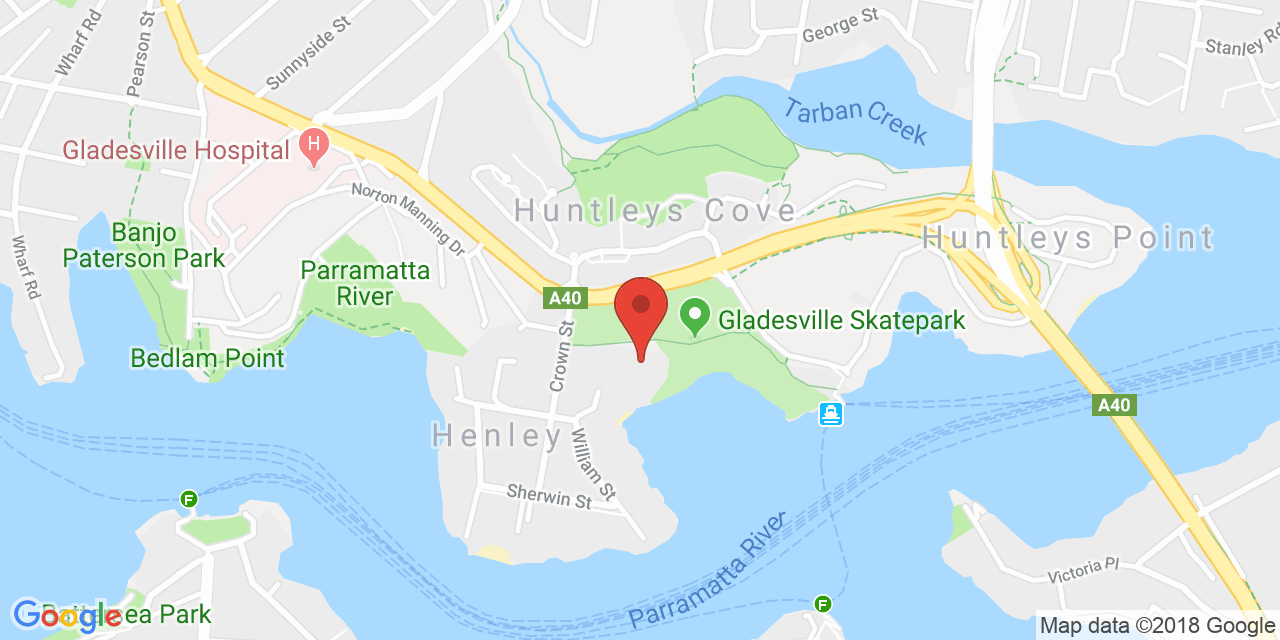 Wharf Rd
Pearson St
Sunnyside St
George St
Stanley Rd
Tarban Creek
Gladesville Hospital
H
Norton Manning Dr
Huntleys Cove
Huntleys Point
Banjo
Paterson Park
Wharf Rd
Parramatta
River
A40
Gladesville Skatepark
Bedlam Point
Crown St
A40
Henley
William St
Sherwin St
F
Parramatta River
Victoria Pl
F
Google
Park
Map data ©2018 Google